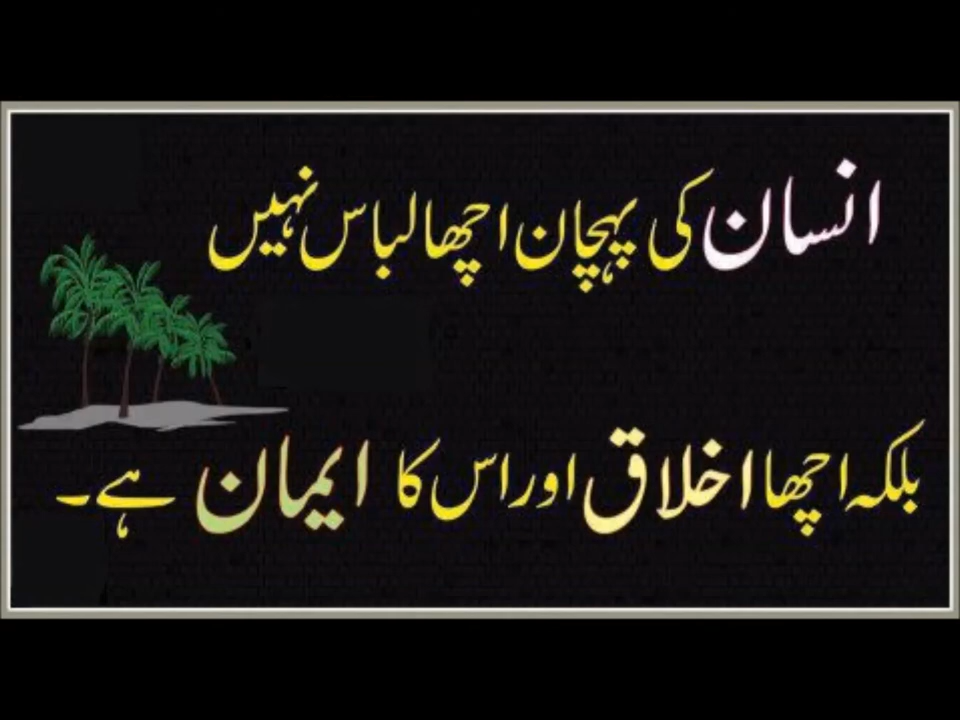 انسان کی پہچان اچھا لباس نہیں
بلکہ اچھا اخلاق اور اس کا ایمان ہے۔